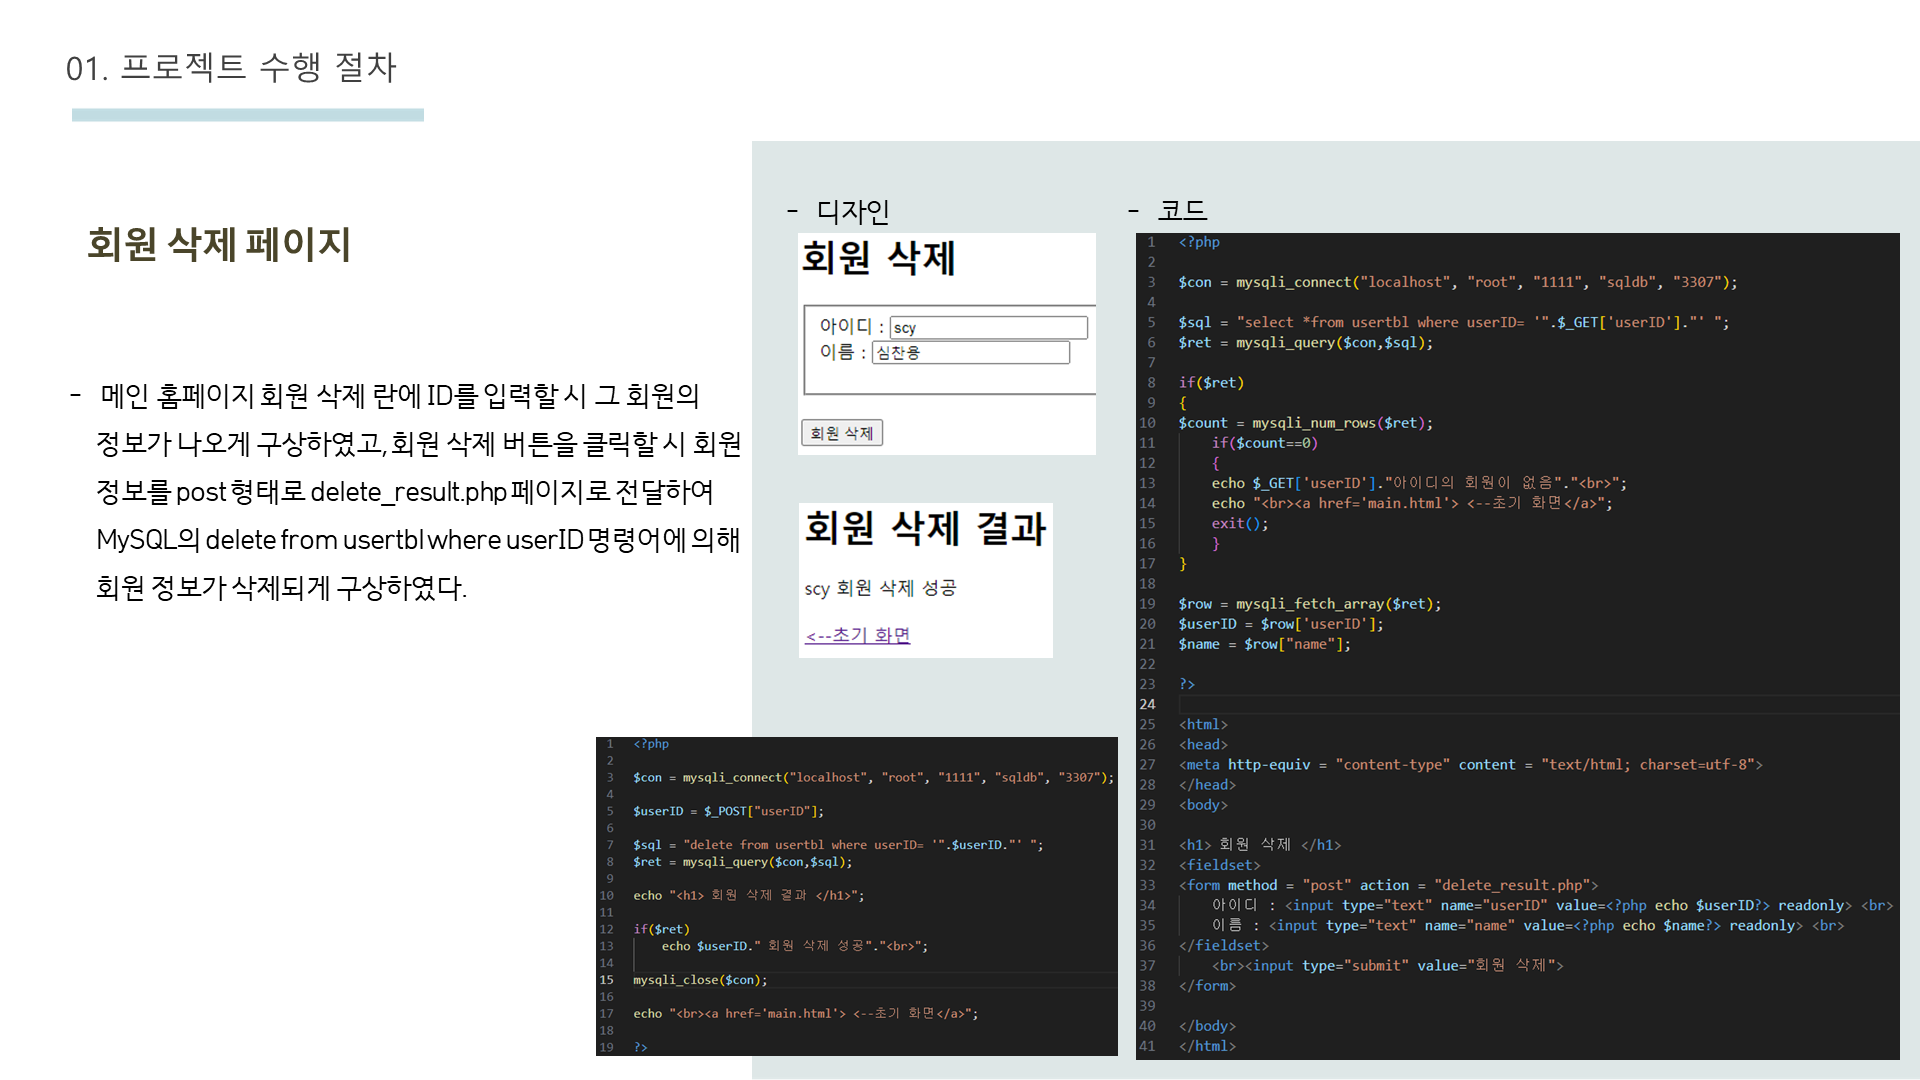 01. 프로젝트 수행 절차
회원 삭제 페이지
- 메인 홈페이지 회원 삭제 란에 ID를 입력할 시 그 회원의
정보가 나오게 구상하였고, 회원 삭제 버튼을 클릭할 시 회원
정보를 post 형태로 delete_result.php 페이지로 전달하여
MySQL의 delete from usertbl where userID 명령어에 의해
회원 정보가 삭제되게 구상하였다.
- 디자인
회원 삭제
아이디 : scy
이름 : 심찬용
회원 삭제
회원 삭제 결과
scy 회원 삭제 성공
<--초기 화면
1 <?php
2
3 $con = mysqli_connect("localhost", "root", "1111", "sqldb", "3307");
4
5 $userID = $_POST["userID"];
6
7 $sql = "delete from usertbl where userID= '".$userID."' ";
8 $ret = mysqli_query($con,$sql);
9
10 echo "<h1> 회원 삭제 결과 </h1>";
11
12 if($ret)
13 echo $userID." 회원 삭제 성공"."<br>";
14
15 mysqli_close($con);
16
17 echo "<br><a href='main.html'> <--초기 화면</a>";
18
19 ?>
- 코드
1 <?php
2
3 $con = mysqli_connect("localhost", "root", "1111", "sqldb", "3307");
4
5 $sql = "select *from usertbl where userID= '".$_GET['userID']."' ";
6 $ret = mysqli_query($con,$sql);
7
8 if($ret)
9 {
10 $count = mysqli_num_rows($ret);
11 if($count==0)
12 {
13 echo $_GET['userID']."아이디의 회원이 없음"."<br>";
14 echo "<br><a href='main.html'> <--초기 화면</a>";
15 exit();
16 }
17 }
18
19 $row = mysqli_fetch_array($ret);
20 $userID = $row['userID'];
21 $name = $row["name"];
22
23 ?>
24
25 <html>
26 <head>
27 <meta http-equiv = "content-type" content = "text/html; charset=utf-8">
28 </head>
29 <body>
30
31 <h1> 회원 삭제 </h1>
32 <fieldset>
33 <form method = "post" action = "delete_result.php">
34 아이디 : <input type="text" name="userID" value=<?php echo $userID?> readonly> <br>
35 이름 : <input type="text" name="name" value=<?php echo $name?> readonly> <br>
36 </fieldset>
37 <br><input type="submit" value="회원 삭제">
38 </form>
39
40 </body>
41 </html>